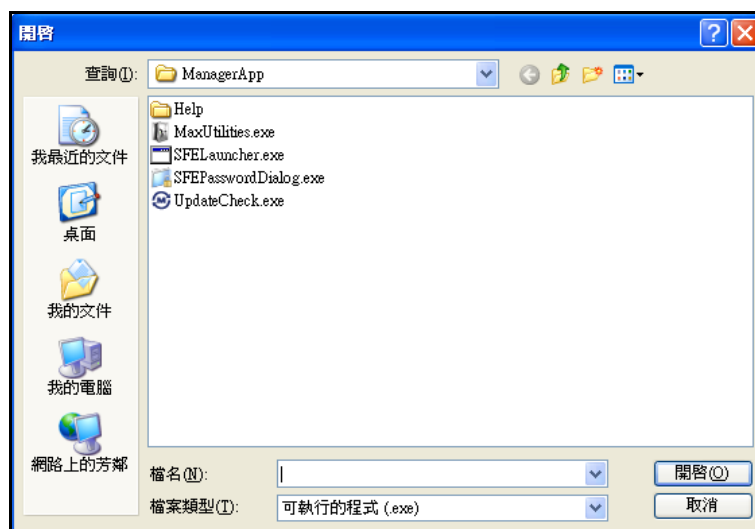 開啓
查詢(I):
ManagerApp
我最近的文件
桌面
我的文件
我的電腦
網路上的芳鄰
Help
MaxUtilities.exe
SFELauncher.exe
SFEPasswordDialog.exe
UpdateCheck.exe
檔名(N):
開啓(O)
檔案類型(T):
可執行的程式 (.exe)
取消